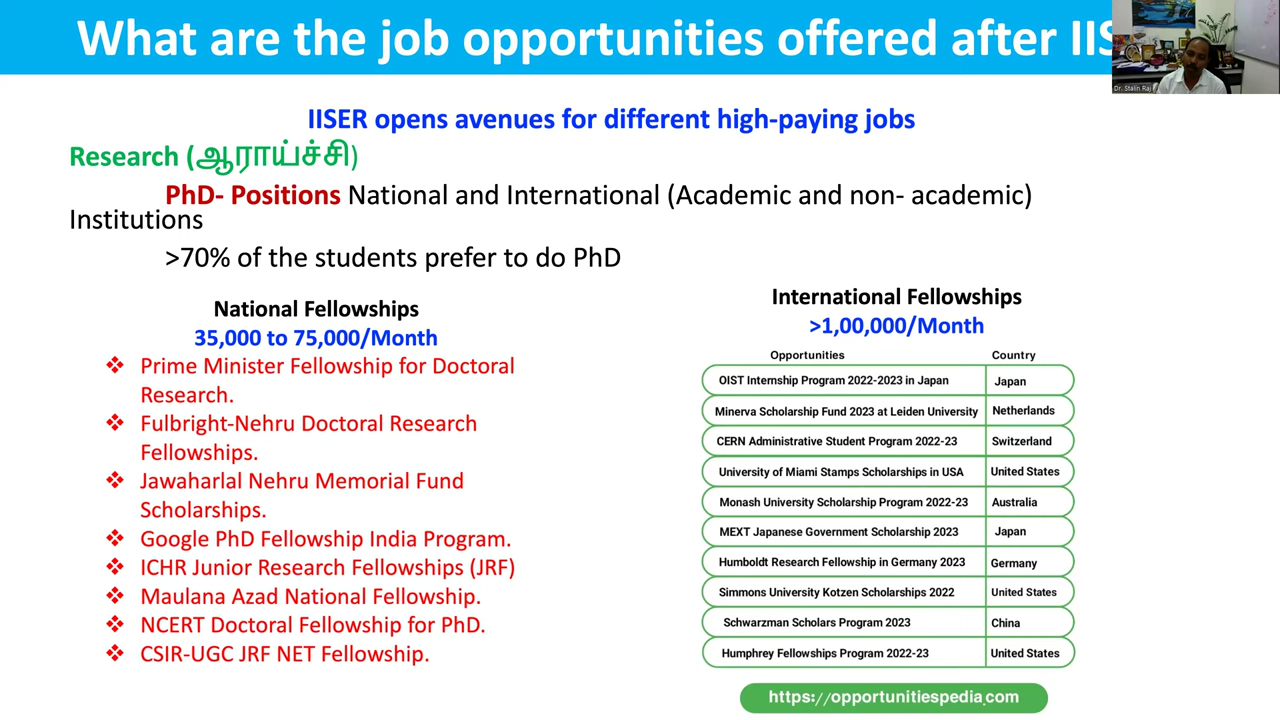 What are the job opportunities offered after IIS
Dr. Stalin Raj
IISER opens avenues for different high-paying jobs
Research (ஆராய்ச்சி)
PhD- Positions National and International (Academic and non- academic)
Institutions
>70% of the students prefer to do PhD
National Fellowships
35,000 to 75,000/Month
❖ Prime Minister Fellowship for Doctoral
Research.
❖ Fulbright-Nehru Doctoral Research
Fellowships.
❖ Jawaharlal Nehru Memorial Fund
Scholarships.
❖ Google PhD Fellowship India Program.
❖ ICHR Junior Research Fellowships (JRF)
❖ Maulana Azad National Fellowship.
❖ NCERT Doctoral Fellowship for PhD.
❖ CSIR-UGC JRF NET Fellowship.
International Fellowships
>1,00,000/Month
Opportunities Country
OIST Internship Program 2022-2023 in Japan Japan
Minerva Scholarship Fund 2023 at Leiden University Netherlands
CERN Administrative Student Program 2022-23 Switzerland
University of Miami Stamps Scholarships in USA United States
Monash University Scholarship Program 2022-23 Australia
MEXT Japanese Government Scholarship 2023 Japan
Humboldt Research Fellowship in Germany 2023 Germany
Simmons University Kotzen Scholarships 2022 United States
Schwarzman Scholars Program 2023 China
Humphrey Fellowships Program 2022-23 United States
https://opportunitiespedia.com